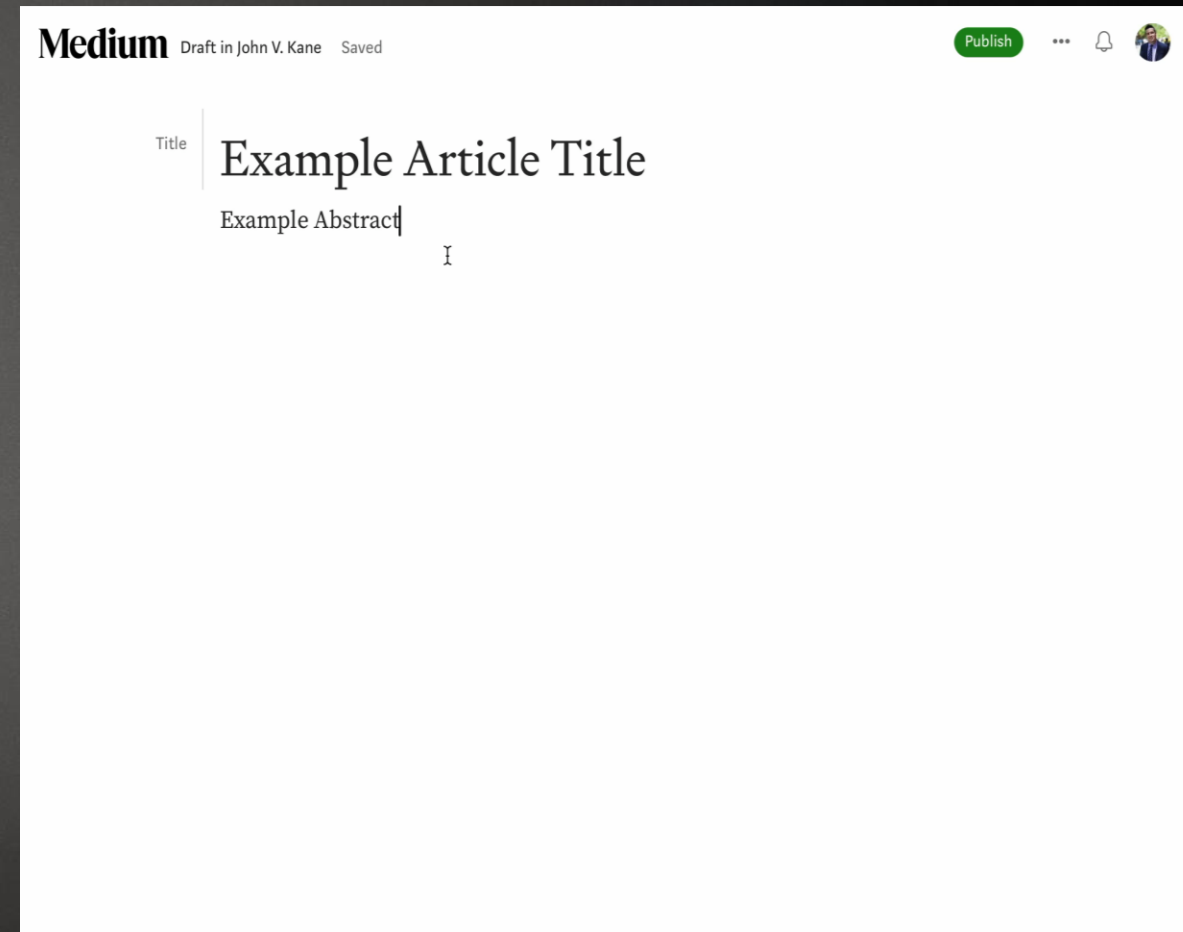 Medium Draft in John V. Kane Saved Publish
Title
Example Article Title
Example Abstract